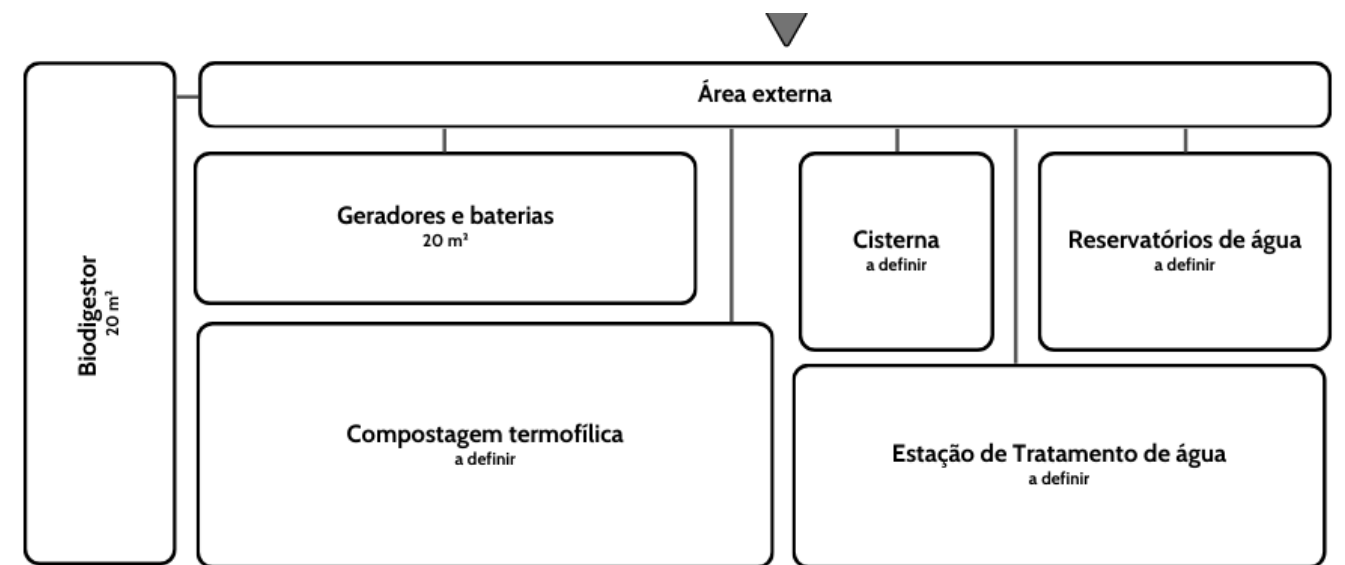 Área externa
Geradores e baterias
20 m²
Cisterna
a definir
Reservatórios de água
a definir
Biodigestor
20 m²
Compostagem termofílica
a definir
Estação de Tratamento de água
a definir